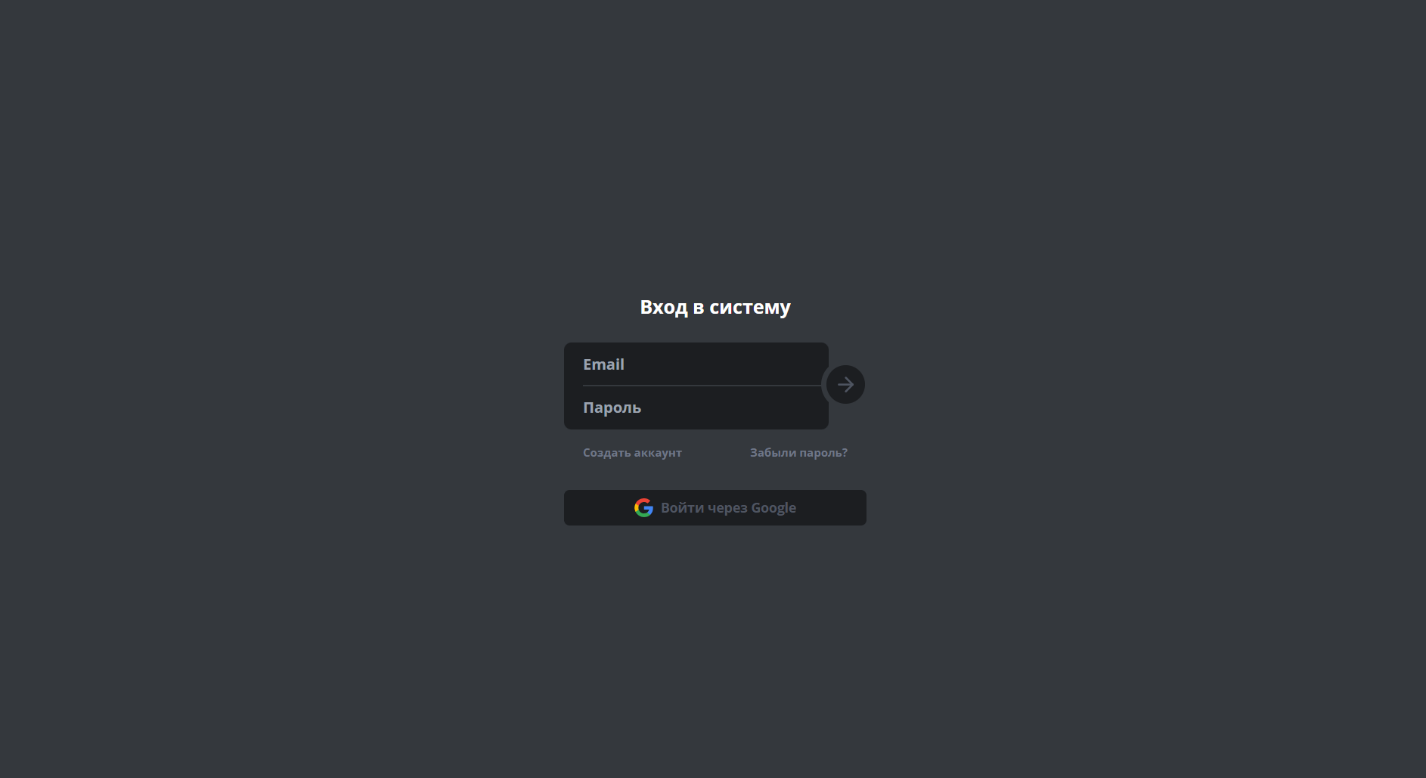 Вход в систему
Email
Пароль
Создать аккаунт
Забыли пароль?
Войти через Google